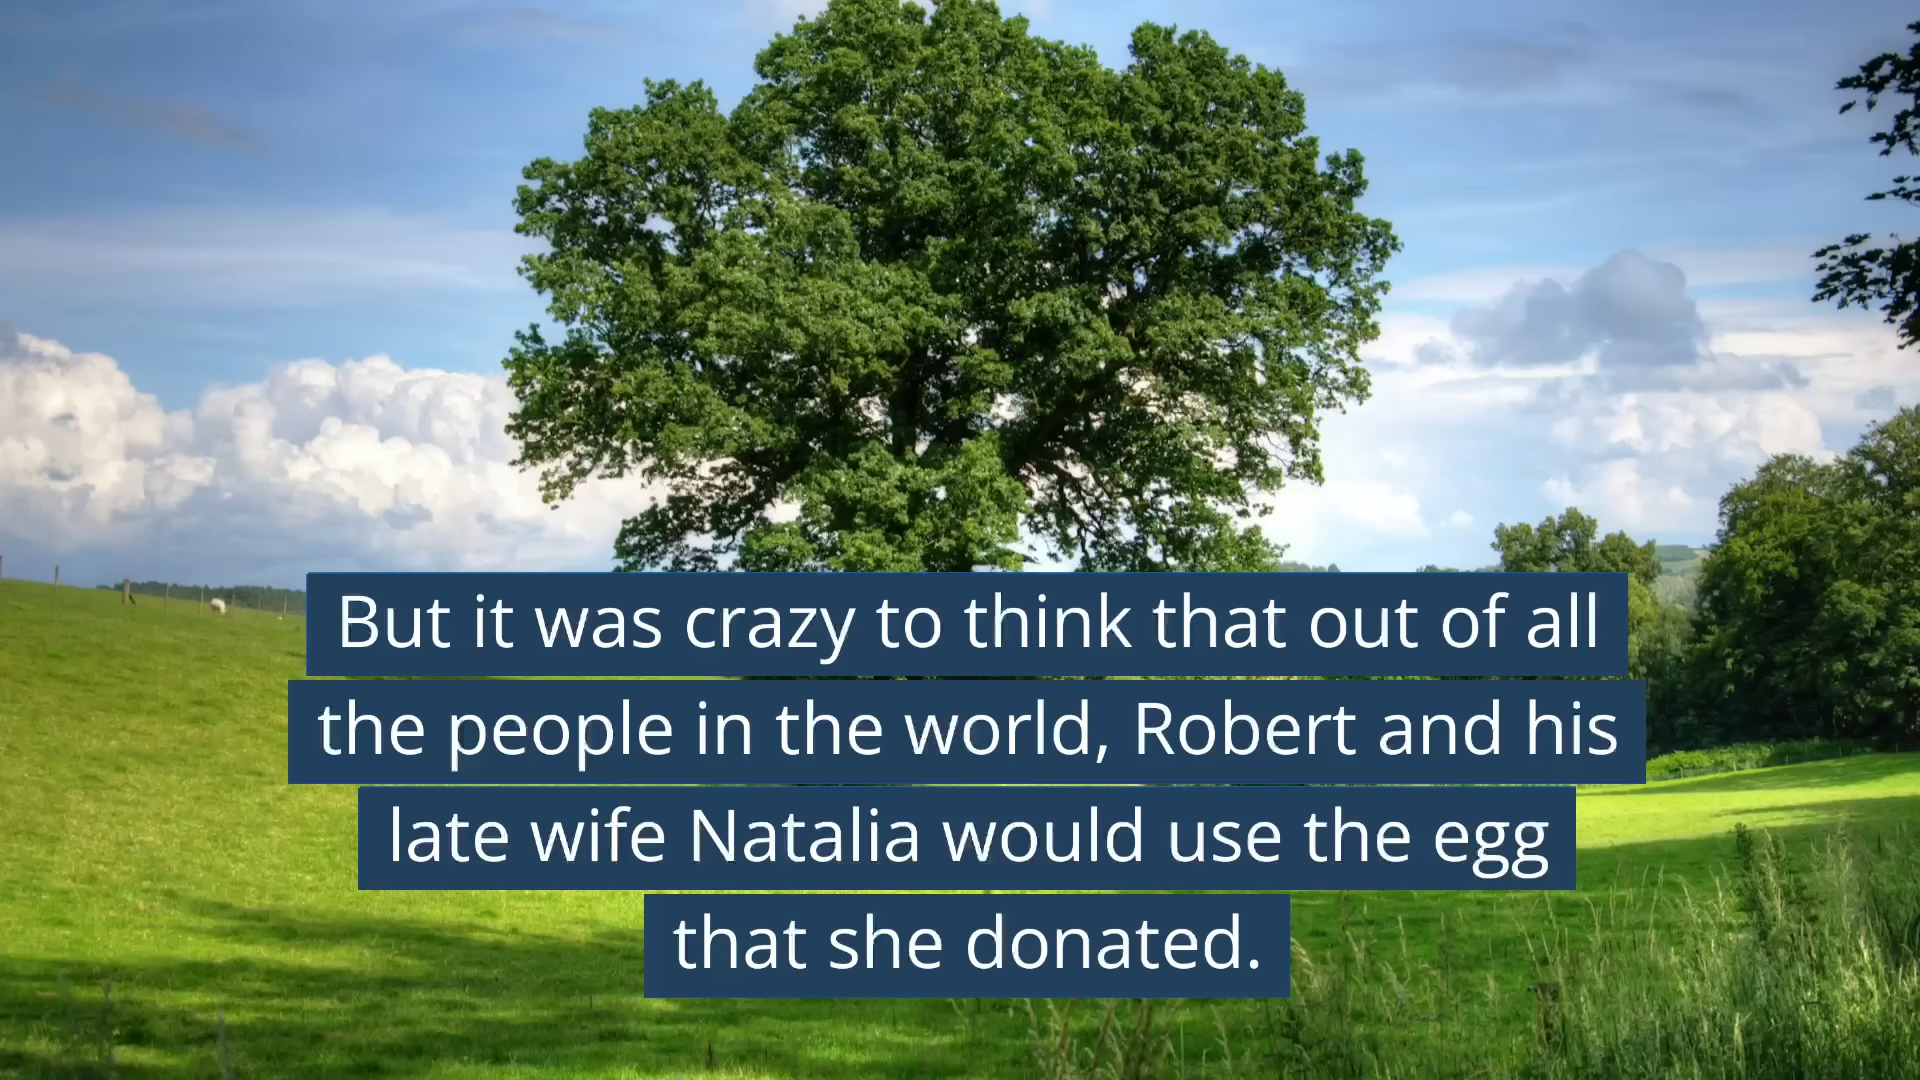 But it was crazy to think that out of all
the people in the world, Robert and his
late wife Natalia would use the egg
that she donated.